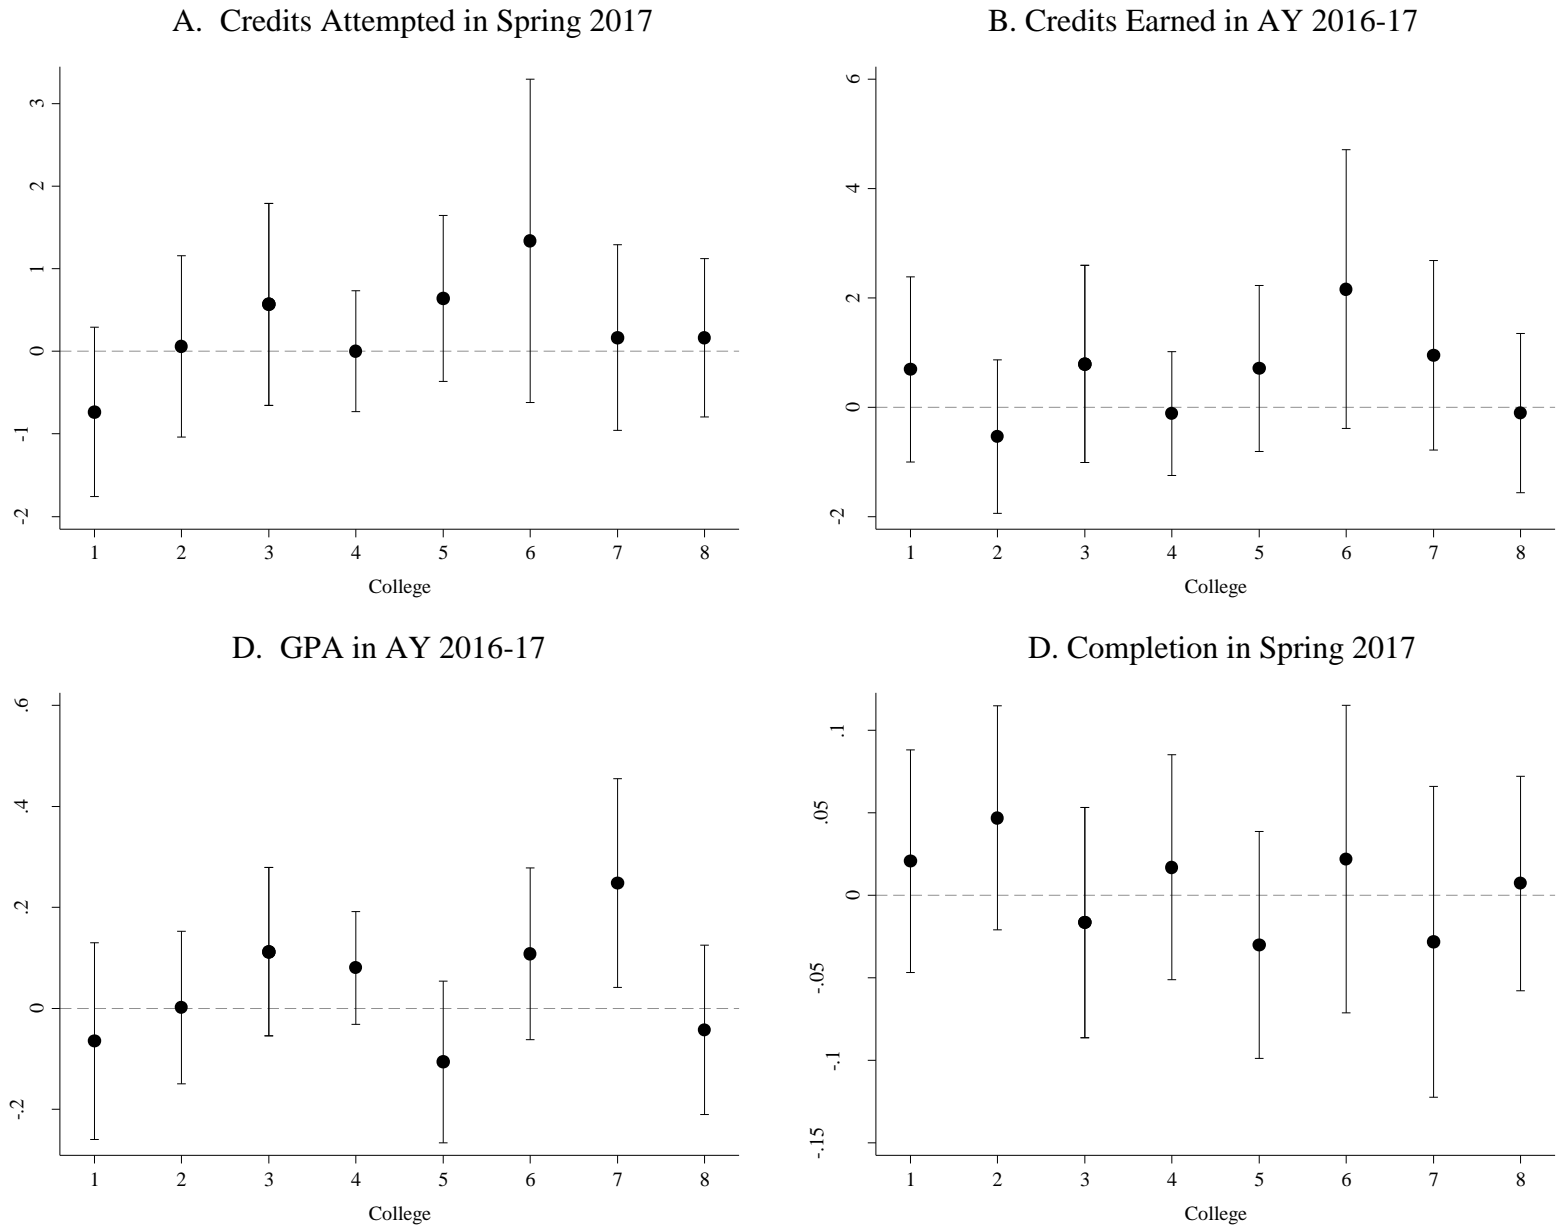 A.  Credits Attempted in Spring 2017
3
2
1
0
-1
-2
1 2 3 4 5 6 7 8
College
B. Credits Earned in AY 2016-17
6
4
2
0
-2
1 2 3 4 5 6 7 8
College
D.  GPA in AY 2016-17
.6
.4
.2
0
-.2
1 2 3 4 5 6 7 8
College
D. Completion in Spring 2017
.1
.05
0
-.05
-.1
-.15
1 2 3 4 5 6 7 8
College